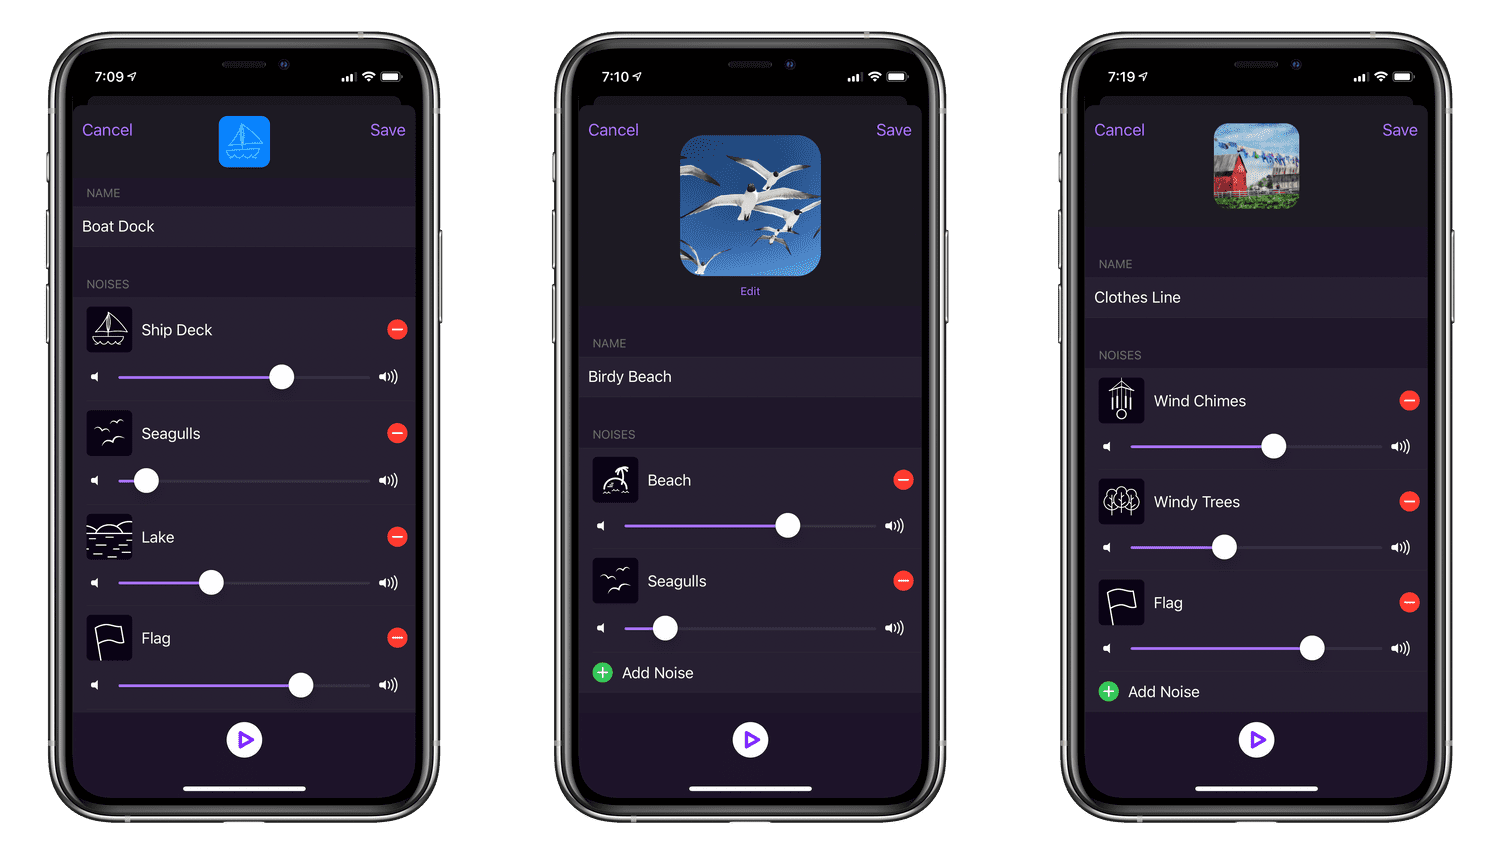 7:09
Cancel
Save
NAME
Boat Dock
NOISES
Ship Deck
Seagulls
Lake
Flag
7:10
Cancel
Save
Edit
NAME
Birdy Beach
NOISES
Beach
Seagulls
Add Noise
7:19
Cancel
Save
NAME
Clothes Line
NOISES
Wind Chimes
Windy Trees
Flag
Add Noise